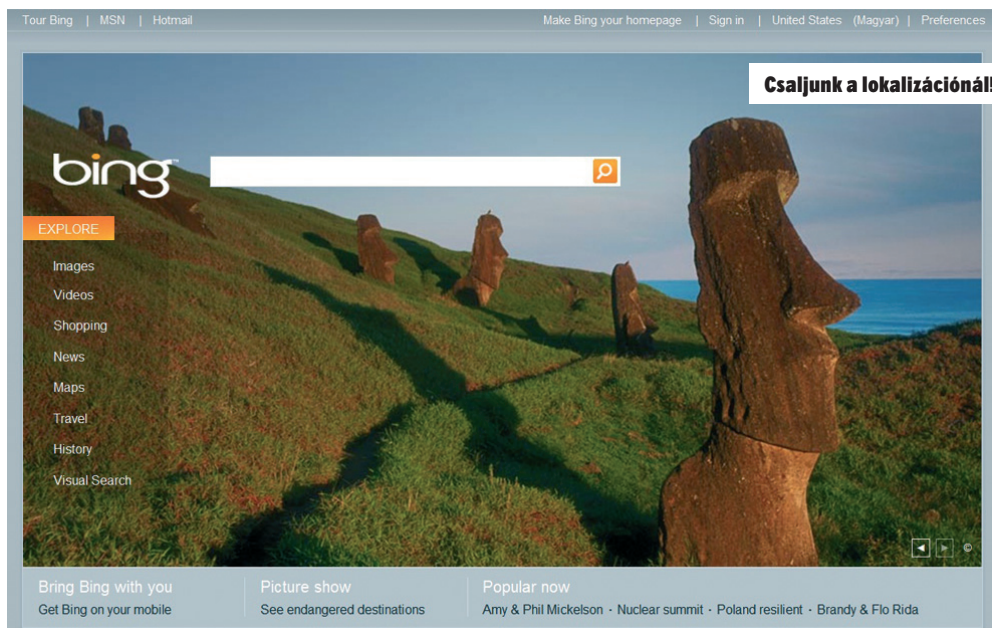 Tour Bing | MSN | Hotmail
Make Bing your homepage | Sign in | United States (Magyar) | Preferences
Csaljunk a lokalizációnál!
bing™
EXPLORE
Images
Videos
Shopping
News
Maps
Travel
History
Visual Search
©
Bring Bing with you
Get Bing on your mobile
Picture show
See endangered destinations
Popular now
Amy & Phil Mickelson · Nuclear summit · Poland resilient · Brandy & Flo Rida